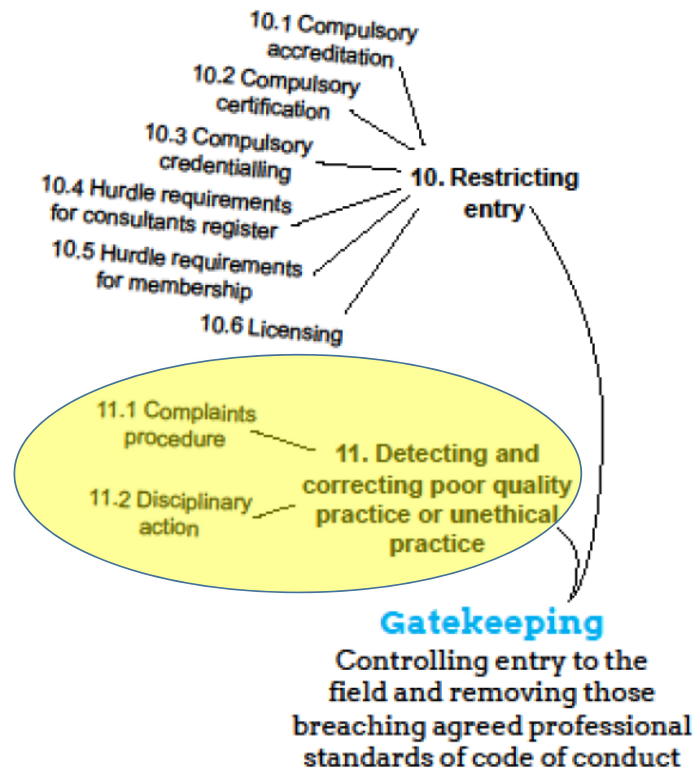 10.1 Compulsory
accreditation
10.2 Compulsory
certification
10.3 Compulsory
credentialling
10.4 Hurdle requirements
for consultants register
10.5 Hurdle requirements
for membership
10.6 Licensing
10. Restricting
entry
11.1 Complaints
procedure
11.2 Disciplinary
action
11. Detecting and
correcting poor quality
practice or unethical
practice
Gatekeeping
Controlling entry to the
field and removing those
breaching agreed professional
standards of code of conduct